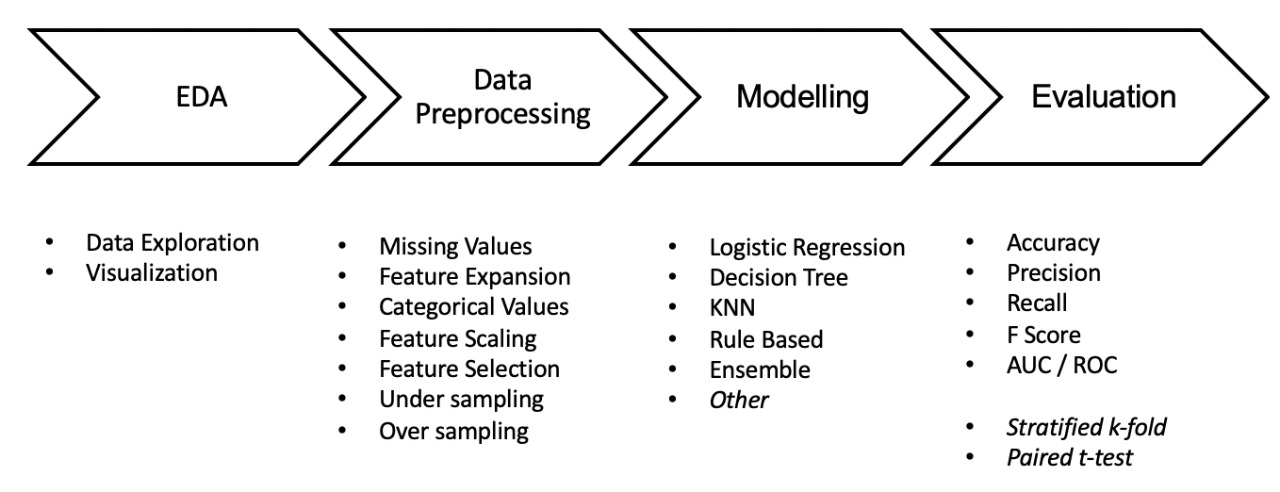 EDA
Data
Preprocessing
Modelling
Evaluation
• Data Exploration
• Visualization
• Missing Values
• Feature Expansion
• Categorical Values
• Feature Scaling
• Feature Selection
• Under sampling
• Over sampling
• Logistic Regression
• Decision Tree
• KNN
• Rule Based
• Ensemble
• Other
• Accuracy
• Precision
• Recall
• F Score
• AUC / ROC
• Stratified k-fold
• Paired t-test